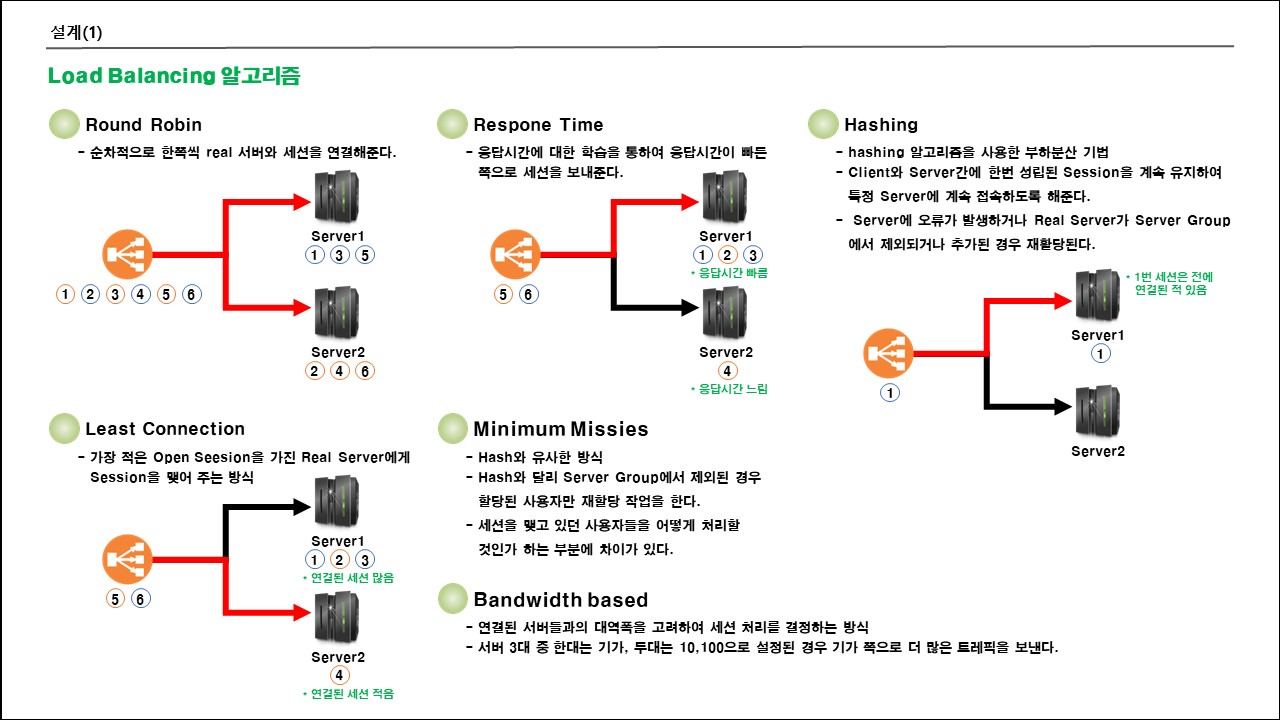 설계(1)
Load Balancing 알고리즘
Round Robin
- 순차적으로 한쪽씩 real 서버와 세션을 연결해준다.
Server1
1 3 5
1 2 3 4 5 6
Server2
2 4 6
Respone Time
- 응답시간에 대한 학습을 통하여 응답시간이 빠든
쪽으로 세션을 보내준다.
Server1
1 2 3
* 응답시간 빠름
5 6
Server2
4
* 응답시간 느림
Hashing
- hashing 알고리즘을 사용한 부하분산 기법
- Client와 Server간에 한번 성립된 Session을 계속 유지하여
특정 Server에 계속 접속하도록 해준다.
- Server에 오류가 발생하거나 Real Server가 Server Group
에서 제외되거나 추가된 경우 재할당된다.
* 1번 세션은 전에
연결된 적 있음
Server1
1
1
Server2
Least Connection
- 가장 적은 Open Seesion을 가진 Real Server에게
Session을 맺어 주는 방식
Server1
1 2 3
* 연결된 세션 많음
5 6
Server2
4
* 연결된 세션 적음
Minimum Missies
- Hash와 유사한 방식
- Hash와 달리 Server Group에서 제외된 경우
할당된 사용자만 재할당 작업을 한다.
- 세션을 맺고 있던 사용자들을 어떻게 처리할
것인가 하는 부분에 차이가 있다.
Bandwidth based
- 연결된 서버들과의 대역폭을 고려하여 세션 처리를 결정하는 방식
- 서버 3대 중 한대는 기가, 두대는 10,100으로 설정된 경우 기가 쪽으로 더 많은 트레픽을 보낸다.